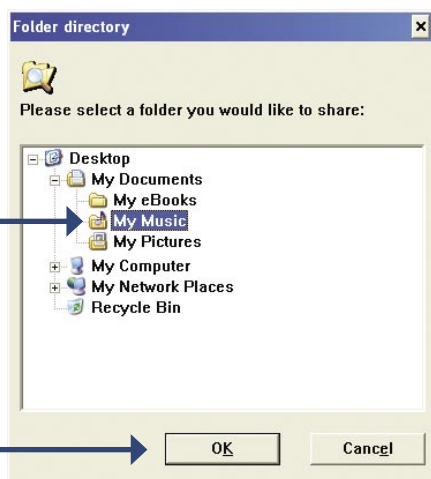 Folder directory
Please select a folder you would like to share:
Desktop
My Documents
My eBooks
My Music
My Pictures
My Computer
My Network Places
Recycle Bin
OK Cancel